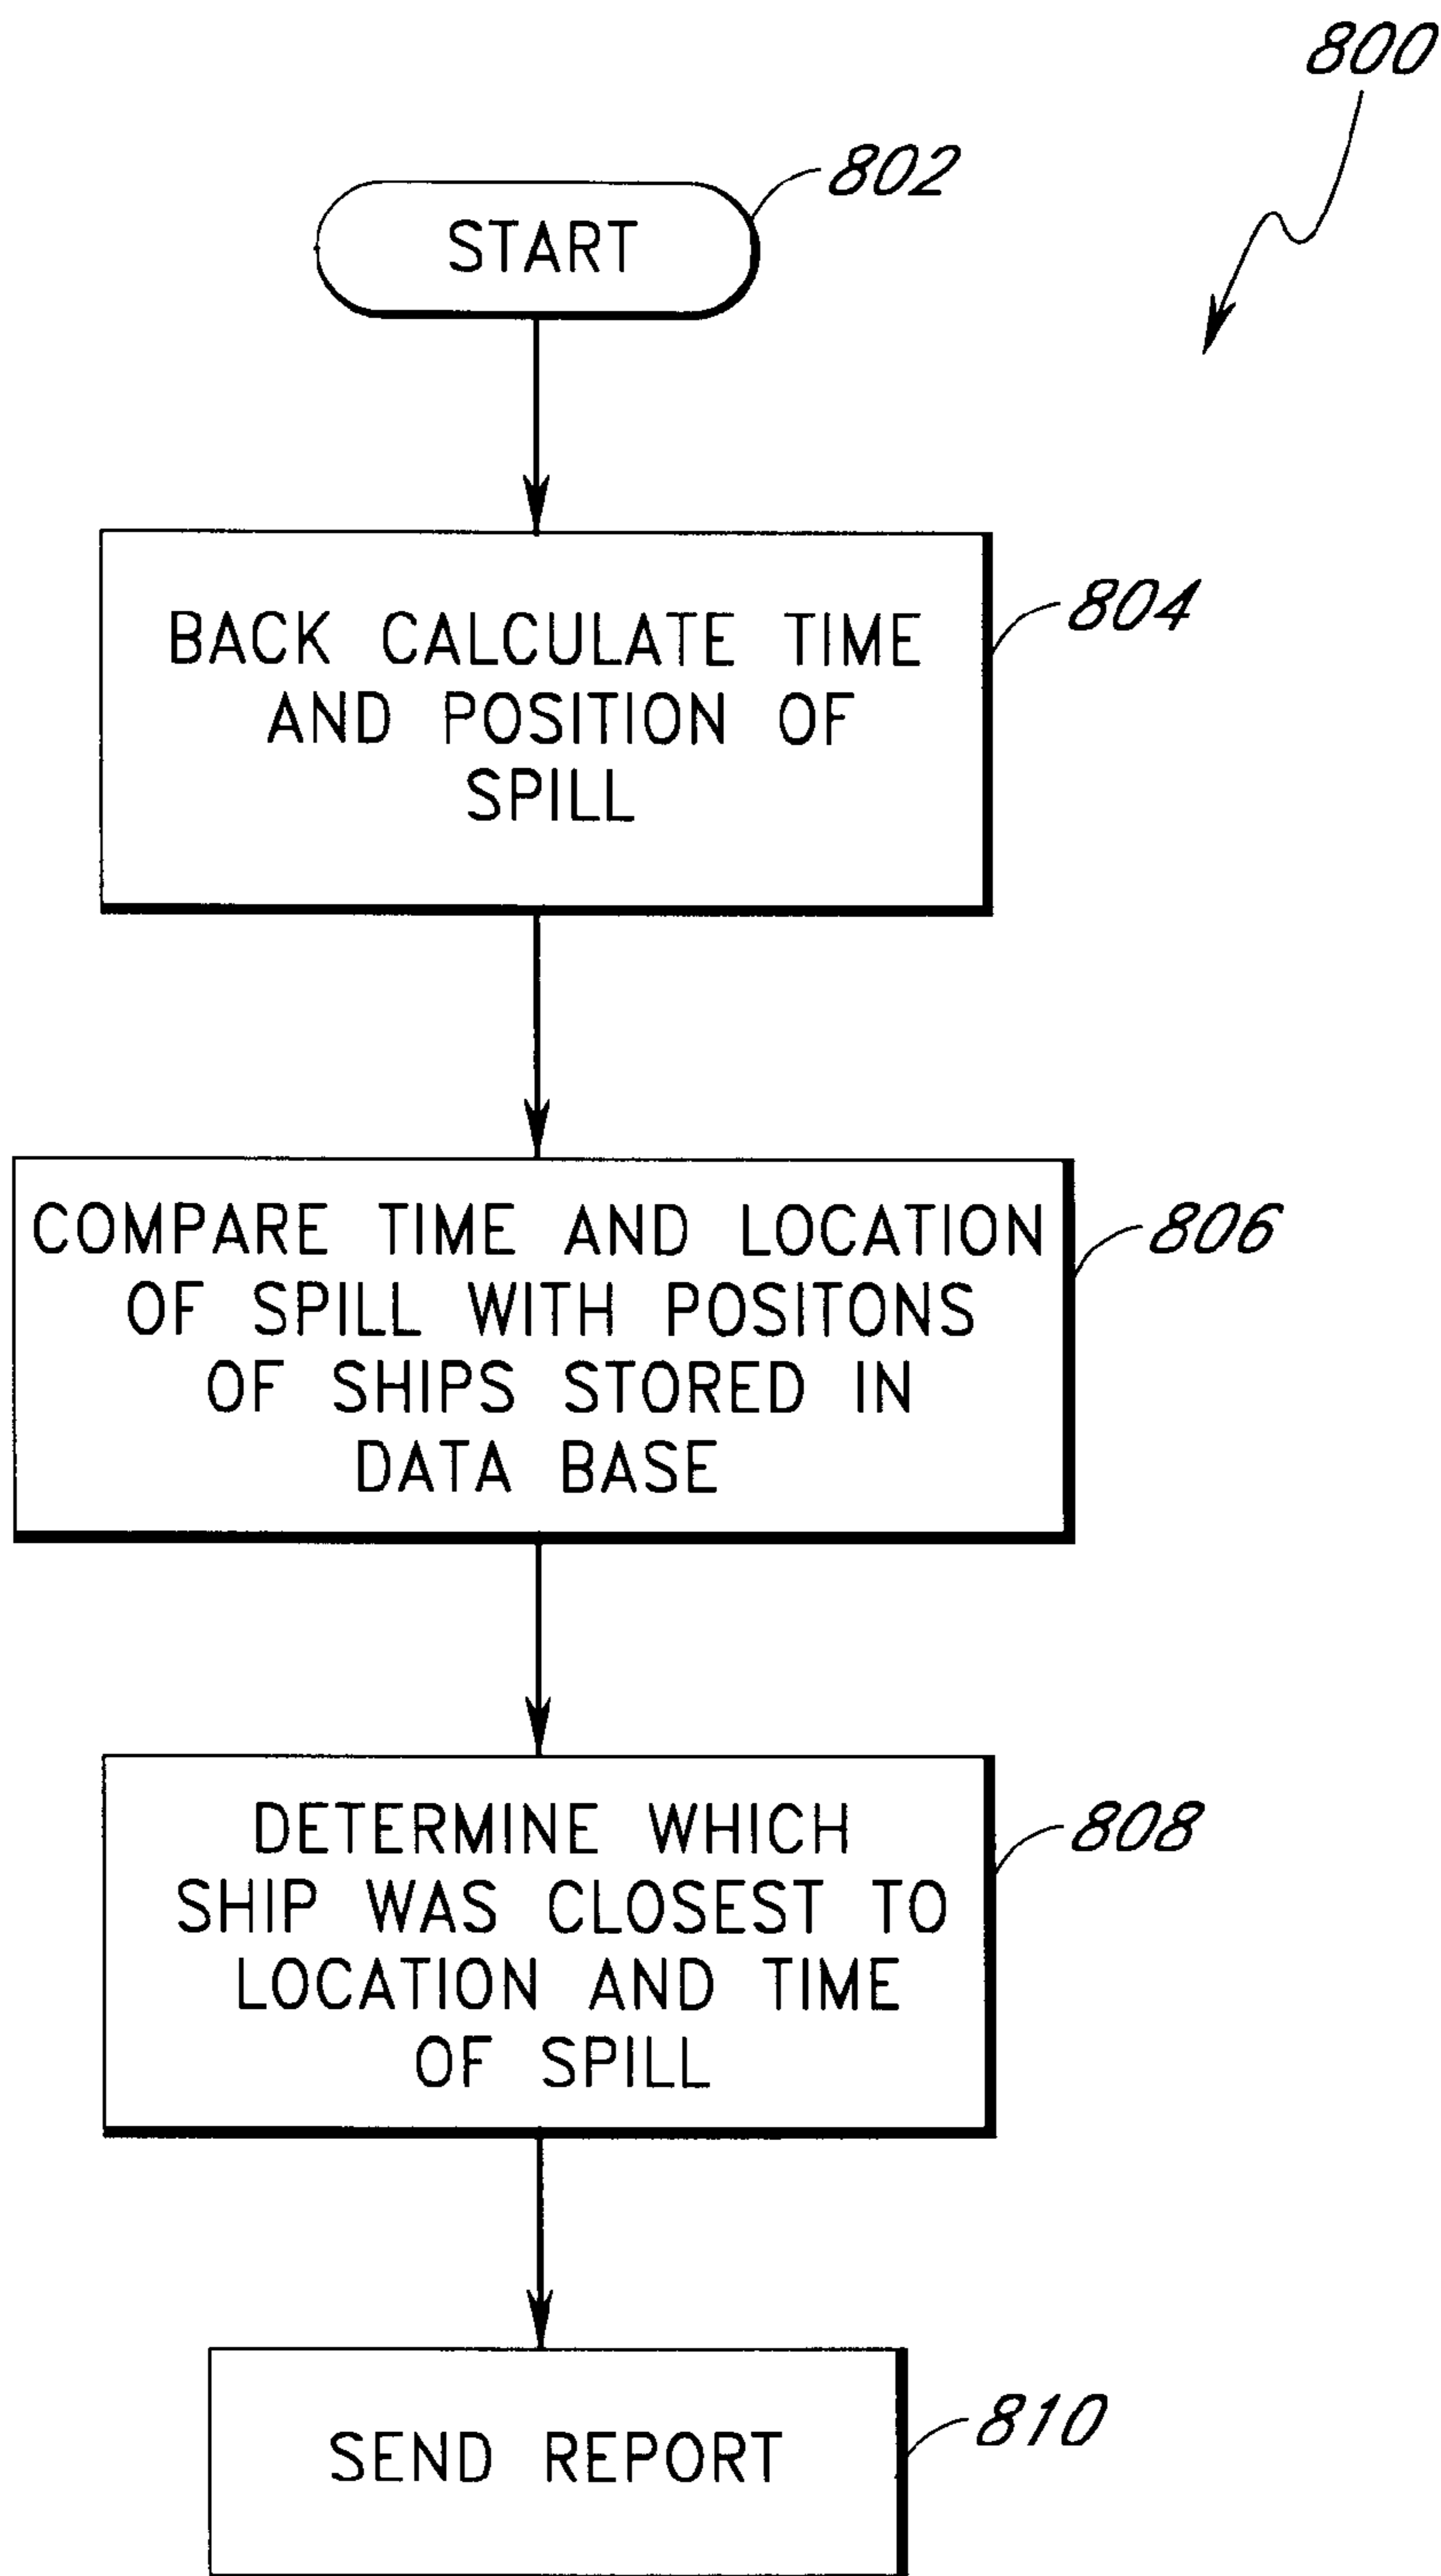 800
802
START
BACK CALCULATE TIME
AND POSITION OF
SPILL
804
COMPARE TIME AND LOCATION
OF SPILL WITH POSITONS
OF SHIPS STORED IN
DATA BASE
806
DETERMINE WHICH
SHIP WAS CLOSEST TO
LOCATION AND TIME
OF SPILL
808
SEND REPORT
810